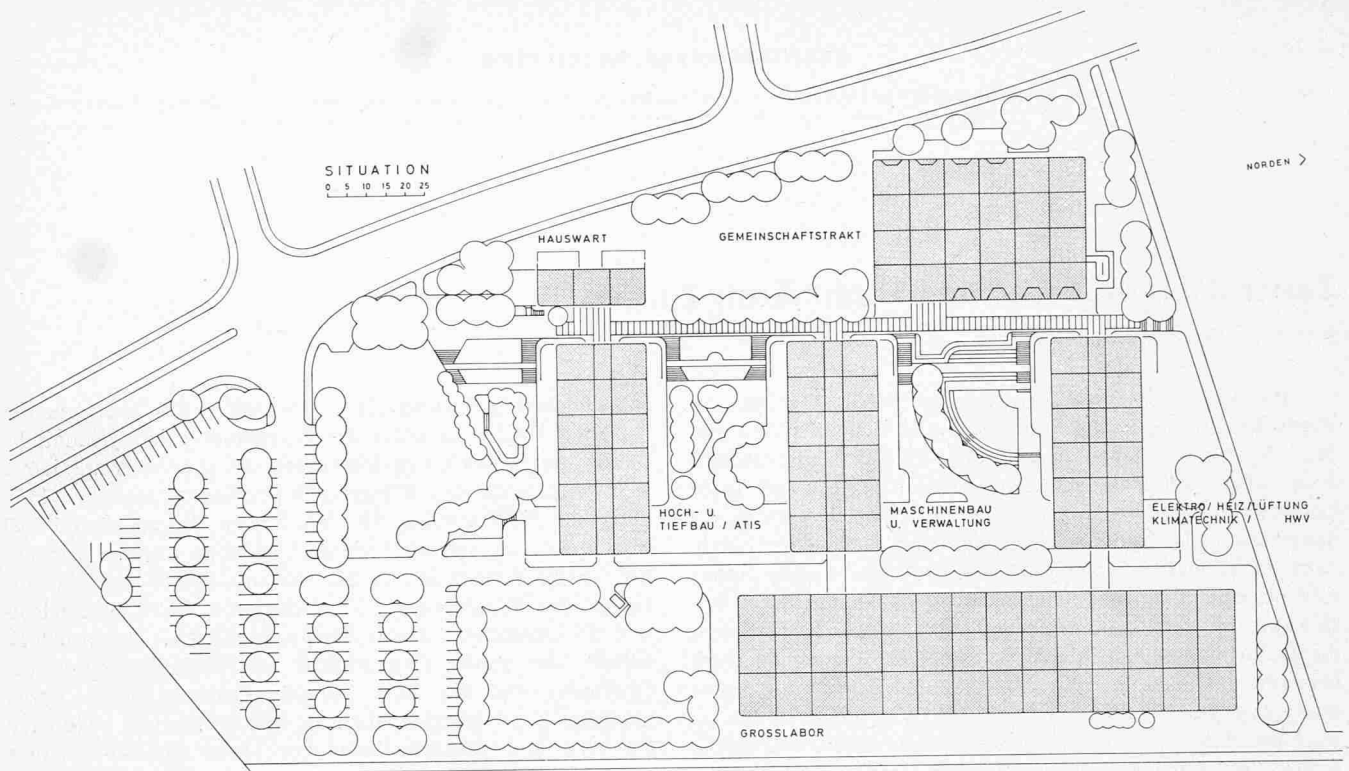 SITUATION
0 5 10 15 20 25
NORDEN
HAUSWART
GEMEINSCHAFTSTRAKT
HOCH- U.
TIEFBAU / ATIS
MASCHINENBAU
U. VERWALTUNG
ELEKTRO / HEIZ/LÜFTUNG
KLIMATECHNIK / HWV
GROSSLABOR